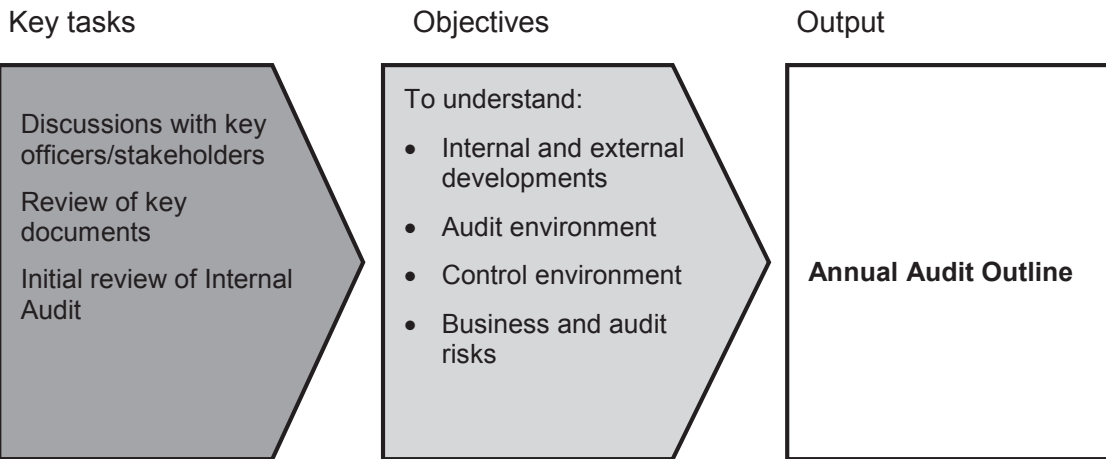 Key tasks
Objectives
Output
Discussions with key
officers/stakeholders
Review of key
documents
Initial review of Internal
Audit
To understand:
• Internal and external
developments
• Audit environment
• Control environment
• Business and audit
risks
Annual Audit Outline